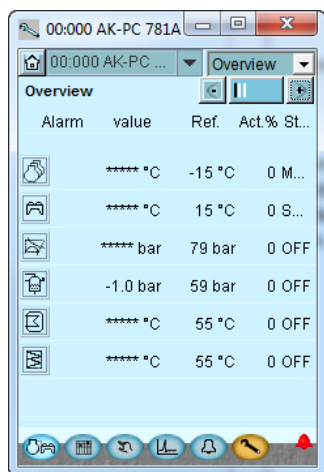 00:000 AK-PC 781A
00:000 AK-PC ... Overview
Overview
Alarm value Ref. Act.% St...
***** °C -15 °C 0 M...
***** °C 15 °C 0 S...
***** bar 79 bar 0 OFF
-1.0 bar 59 bar 0 OFF
***** °C 55 °C 0 OFF
***** °C 55 °C 0 OFF